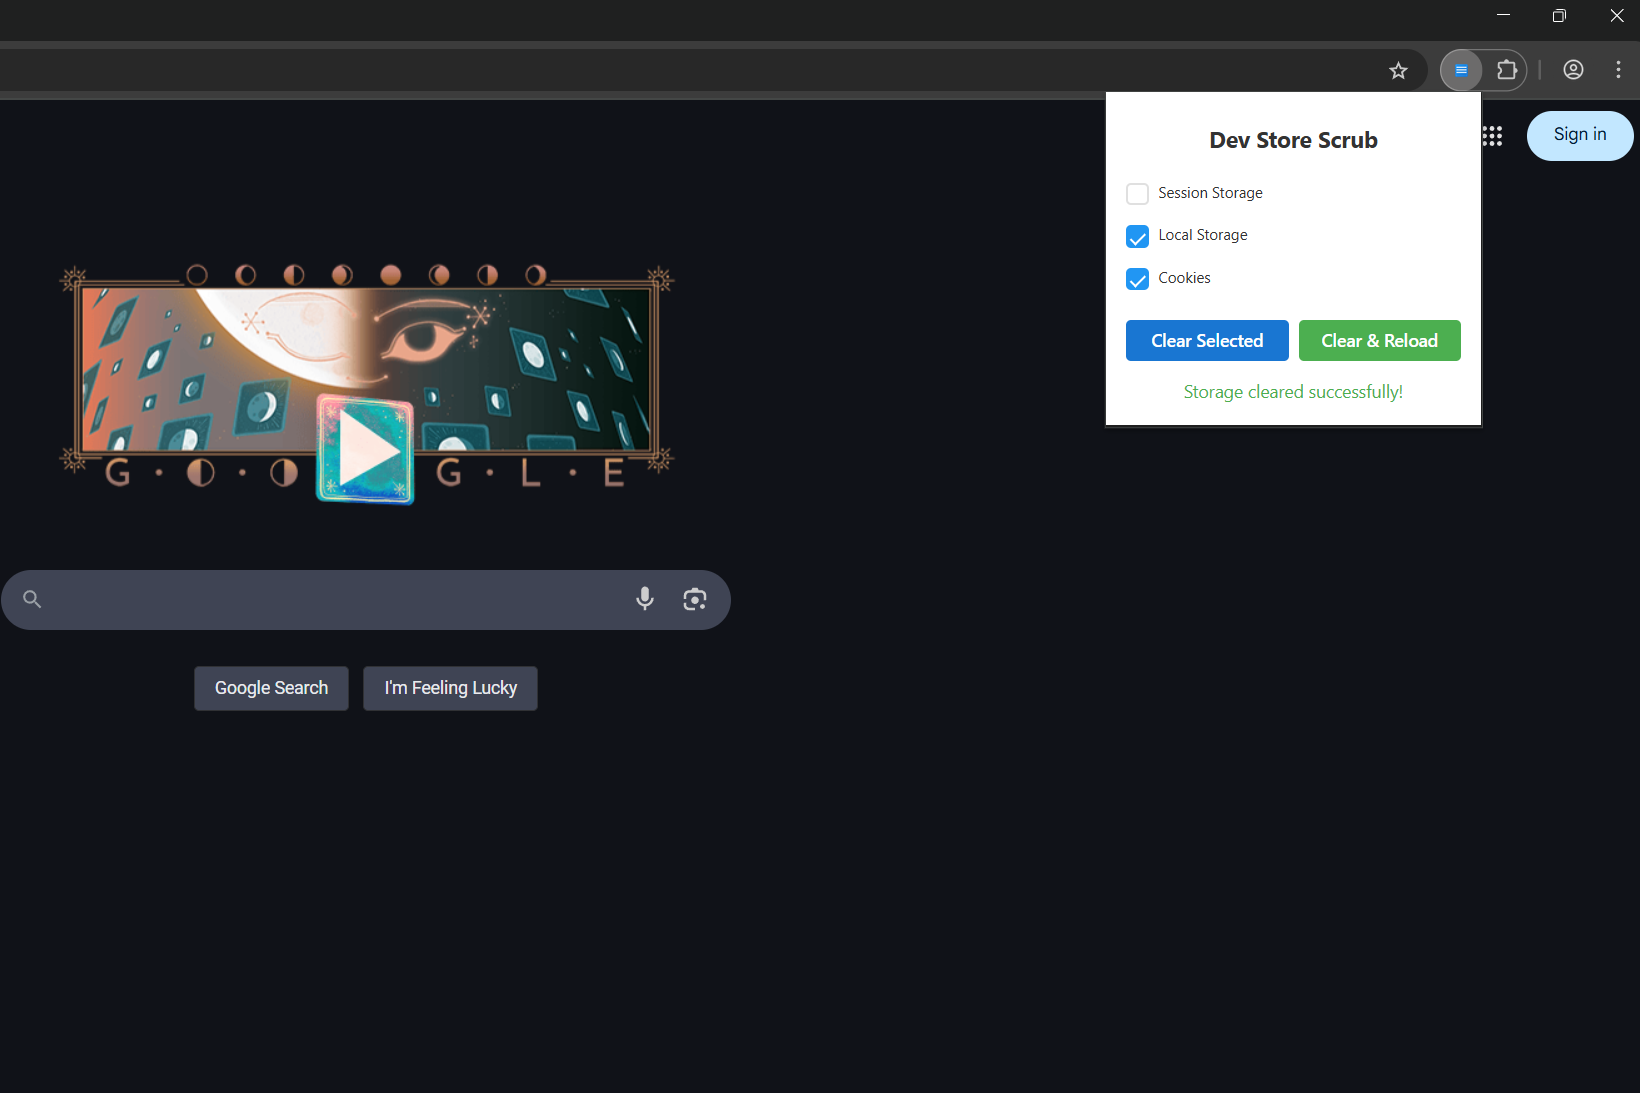 Sign in
Dev Store Scrub
Session Storage
Local Storage
Cookies
Clear Selected
Clear & Reload
Storage cleared successfully!
G · O · O G · L · E
Google Search
I'm Feeling Lucky